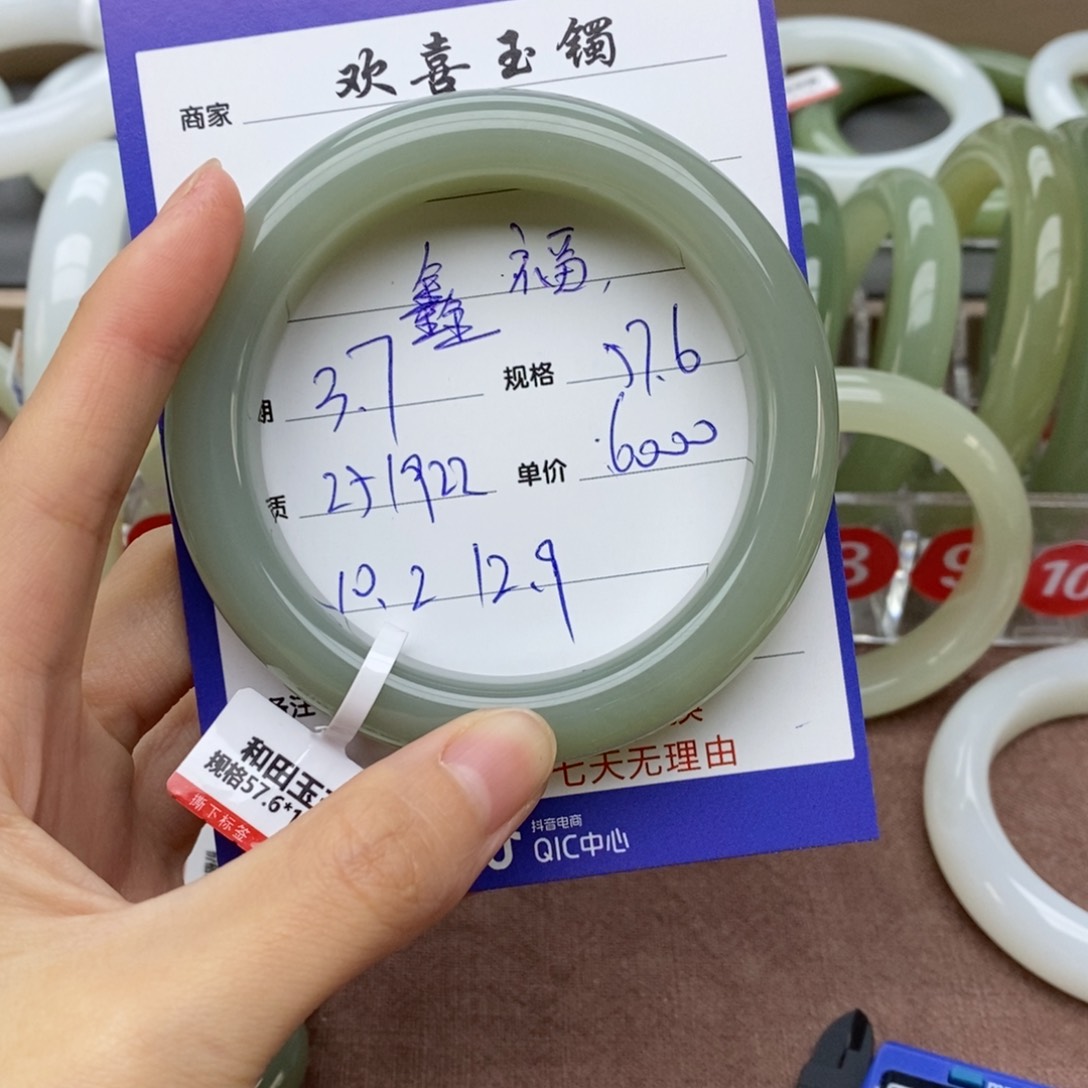 欢喜玉镯
商家
鑫福,
期 3.7 规格 57.6
质 251922 单价 6000
10.2 12.9
备注
七天无理由
抖音电商
QIC中心
和田玉
规格57.6*1
撕下标签
8 9 10